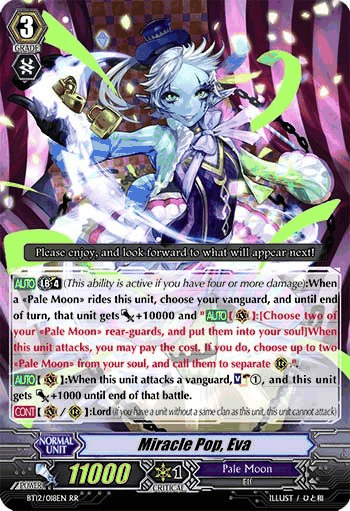 3
GRADE
Please enjoy, and look forward to what will appear next!
AUTO LB4 (This ability is active if you have four or more damage):When
a «Pale Moon» rides this unit, choose your vanguard, and until end
of turn, that unit gets +10000 and "AUTO[ ]:[Choose two of
your «Pale Moon» rear-guards, and put them into your soul]When
this unit attacks, you may pay the cost. If you do, choose up to two
«Pale Moon» from your soul, and call them to separate .".
AUTO[ ]:When this unit attacks a vanguard, V ①, and this unit
gets +1000 until end of that battle.
CONT[ / ]:Lord(If you have a unit without a same clan as this unit, this unit cannot attack)
NORMAL UNIT
Miracle Pop, Eva
POWER
11000
1
CRITICAL
Pale Moon
Elf
BT12/018EN RR
ILLUST / ひと和